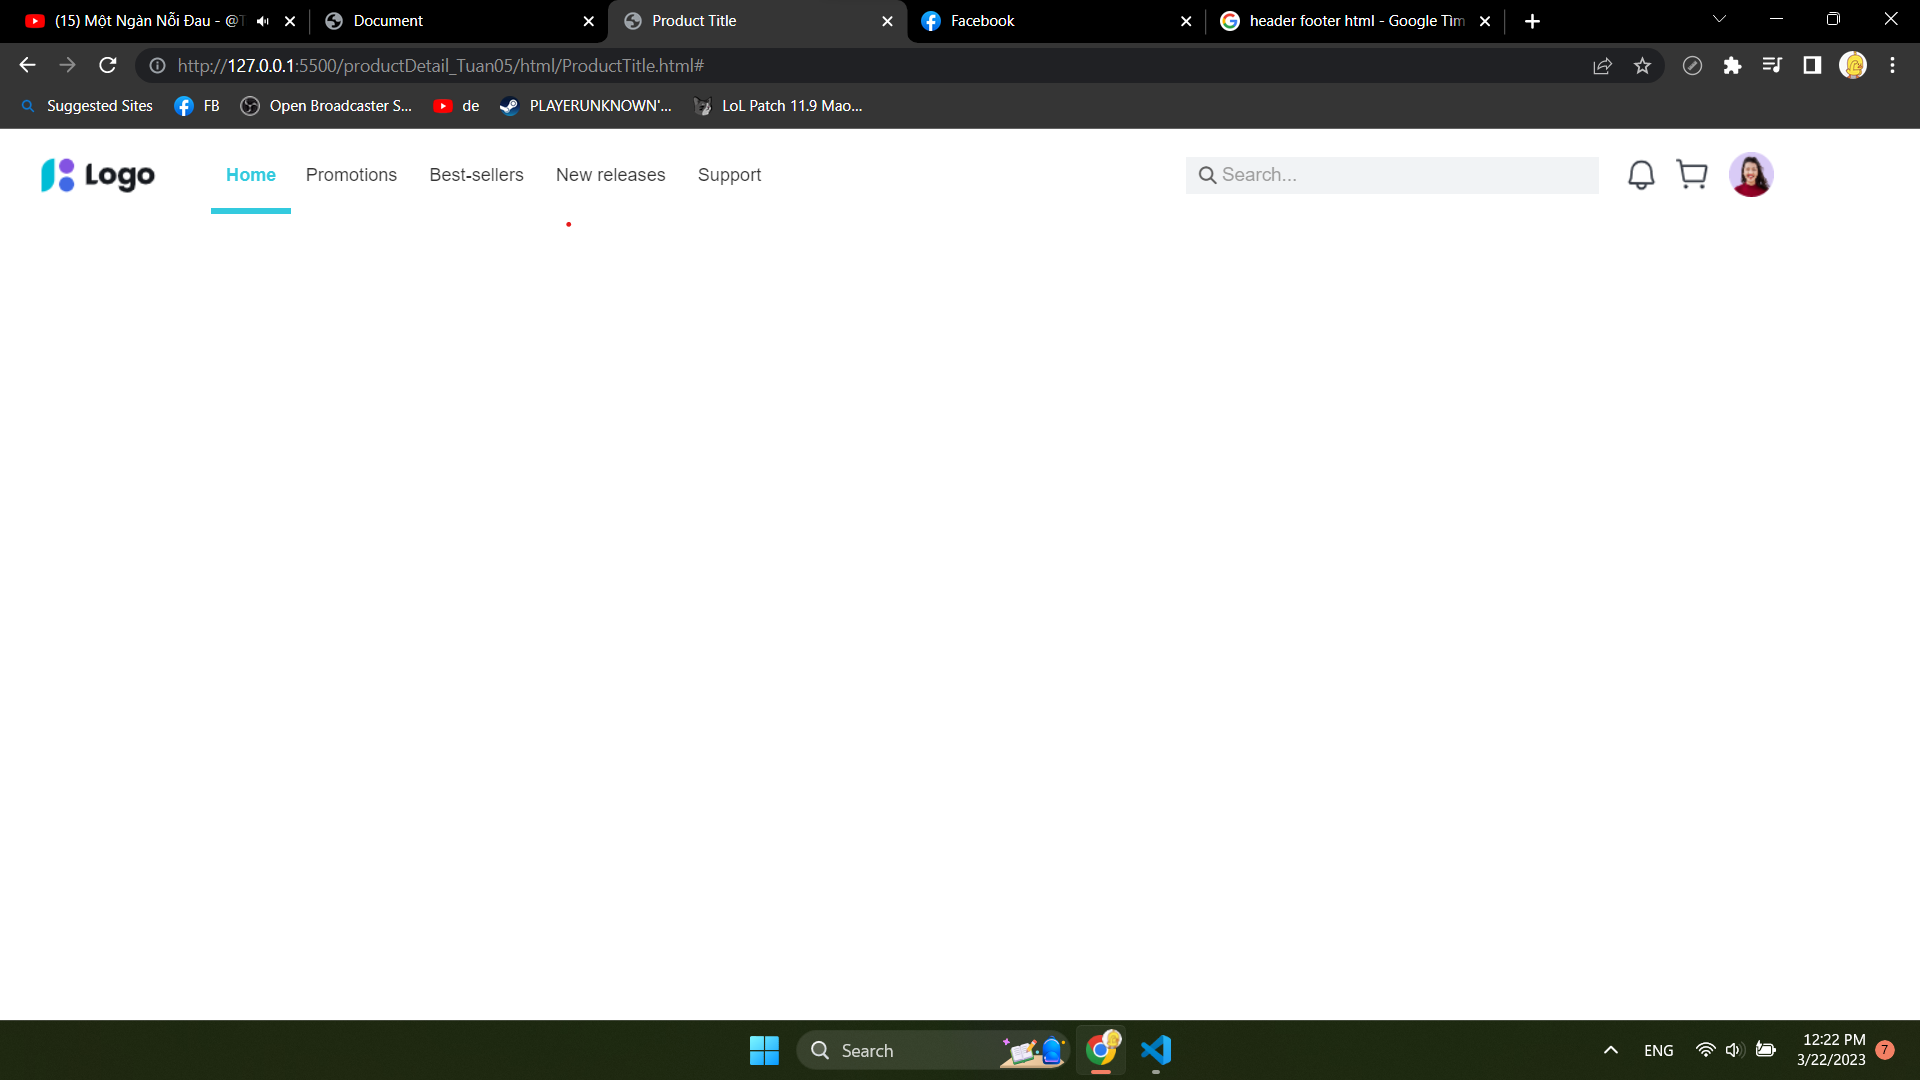 (15) Một Ngàn Nỗi Đau - @T
Document
Product Title
Facebook
header footer html - Google Tìm
http://127.0.0.1:5500/productDetail_Tuan05/html/ProductTitle.html#
Suggested Sites
FB
Open Broadcaster S...
de
PLAYERUNKNOWN'...
LoL Patch 11.9 Mao...
Logo
Home
Promotions
Best-sellers
New releases
Support
Search...
Search
ENG
12:22 PM
3/22/2023
7